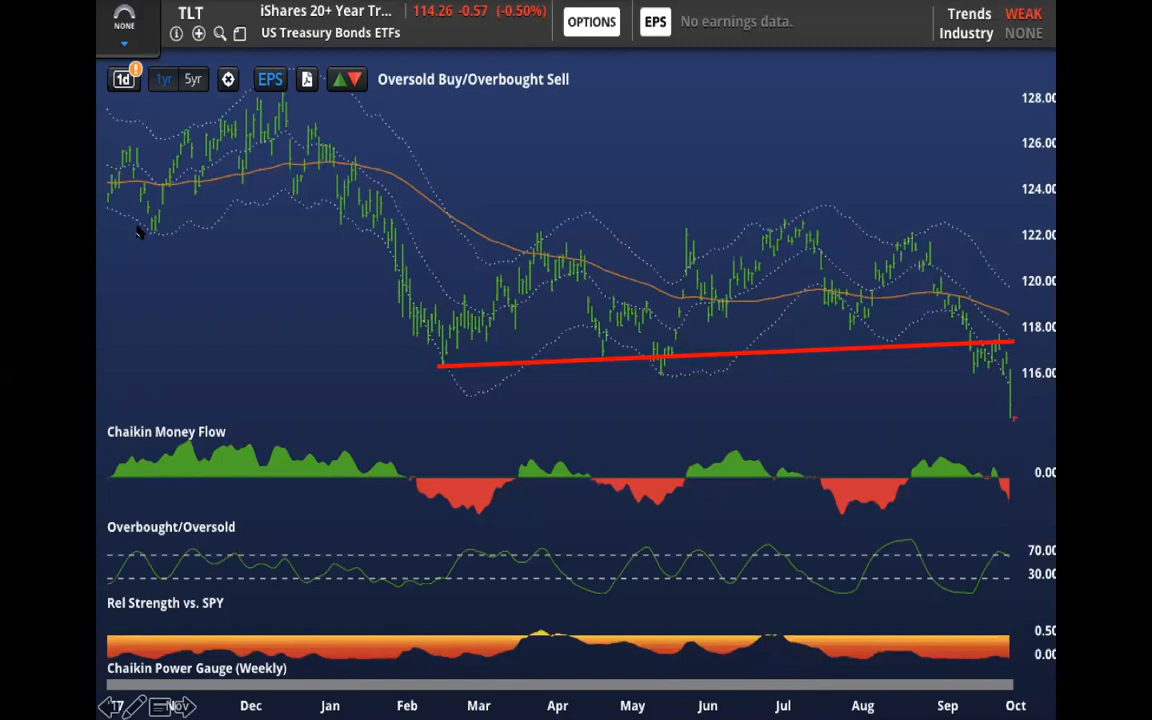 NONE
TLT
iShares 20+ Year Tr...
114.26 -0.57 (-0.50%)
US Treasury Bonds ETFs
OPTIONS
EPS
No earnings data.
Trends WEAK
Industry NONE
1d
1yr
5yr
EPS
Oversold Buy/Overbought Sell
128.00
126.00
124.00
122.00
120.00
118.00
116.00
Chaikin Money Flow
0.00
Overbought/Oversold
70.00
30.00
Rel Strength vs. SPY
0.50
0.00
Chaikin Power Gauge (Weekly)
'17 Nov Dec Jan Feb Mar Apr May Jun Jul Aug Sep Oct